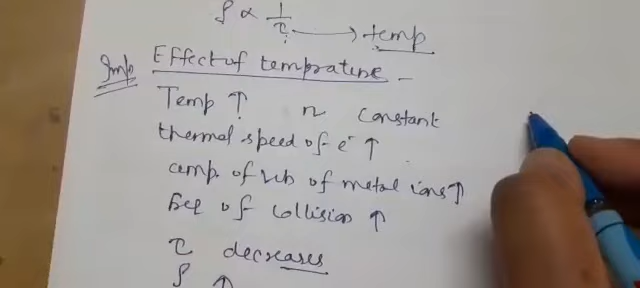 ρ ∝ 1/τ → temp
Imp Effect of temprature -
Temp ↑ n constant
thermal speed of e⁻ ↑
amp. of vib of metal ions ↑
freq of collision ↑
τ decreases
ρ ↑